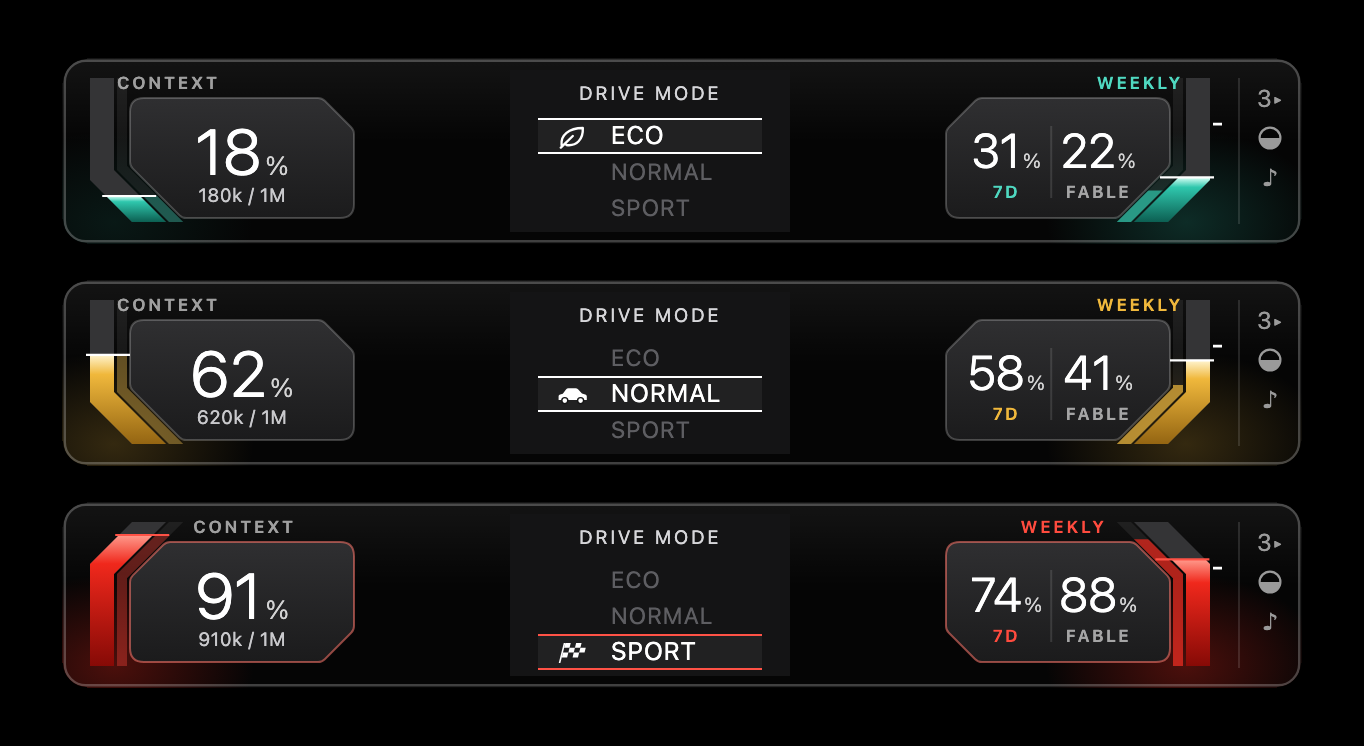 CONTEXT
18%
180k / 1M
DRIVE MODE
ECO
NORMAL
SPORT
WEEKLY
31% 22%
7D FABLE
3▸
CONTEXT
62%
620k / 1M
DRIVE MODE
ECO
NORMAL
SPORT
WEEKLY
58% 41%
7D FABLE
3▸
CONTEXT
91%
910k / 1M
DRIVE MODE
ECO
NORMAL
SPORT
WEEKLY
74% 88%
7D FABLE
3▸